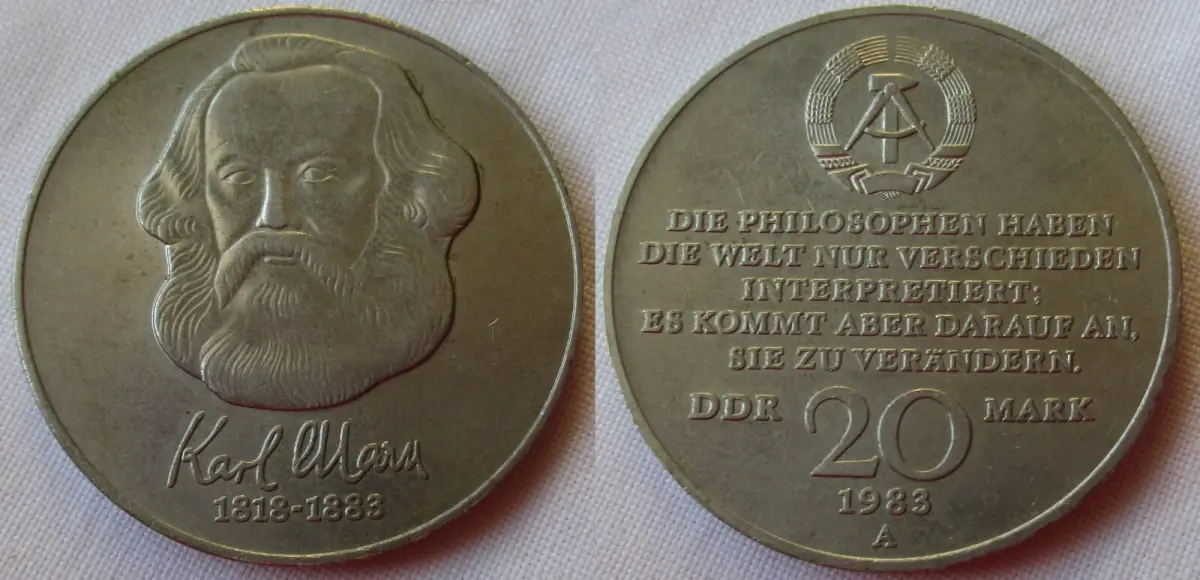 Karl Marx
1818-1883
DIE PHILOSOPHEN HABEN
DIE WELT NUR VERSCHIEDEN
INTERPRETIERT;
ES KOMMT ABER DARAUF AN,
SIE ZU VERÄNDERN.
DDR 20 MARK
1983
A